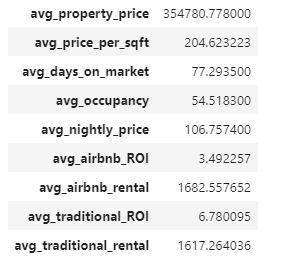 avg_property_price 354780.778000
avg_price_per_sqft 204.623223
avg_days_on_market 77.293500
avg_occupancy 54.518300
avg_nightly_price 106.757400
avg_airbnb_ROI 3.492257
avg_airbnb_rental 1682.557652
avg_traditional_ROI 6.780095
avg_traditional_rental 1617.264036